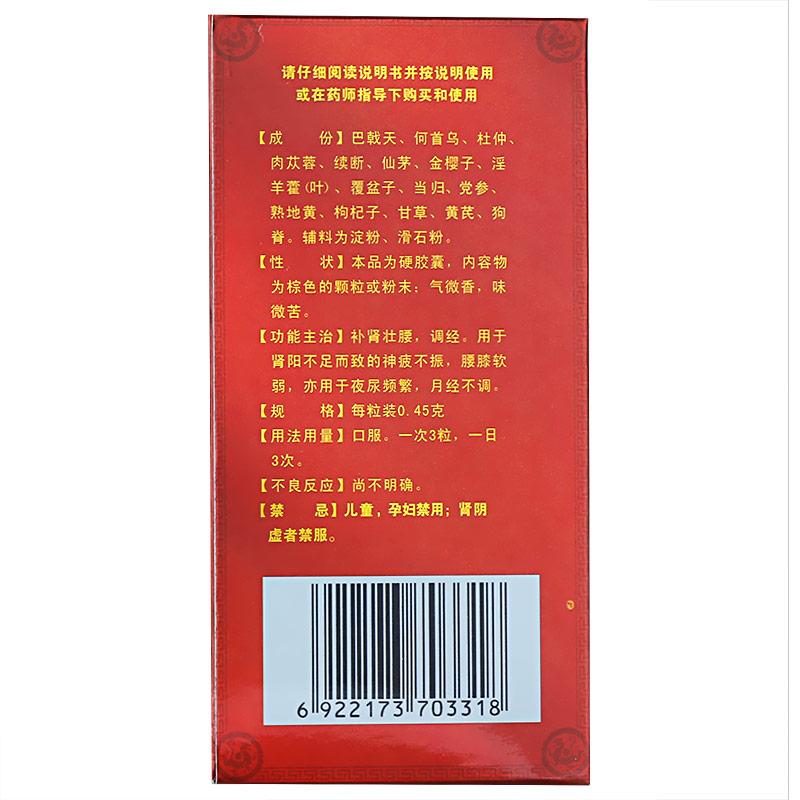 请仔细阅读说明书并按说明使用
或在药师指导下购买和使用
【成　份】巴戟天、何首乌、杜仲、
肉苁蓉、续断、仙茅、金樱子、淫
羊藿(叶)、覆盆子、当归、党参、
熟地黄、枸杞子、甘草、黄芪、狗
脊。辅料为淀粉、滑石粉。
【性　状】本品为硬胶囊，内容物
为棕色的颗粒或粉末：气微香，味
微苦。
【功能主治】补肾壮腰，调经。用于
肾阳不足而致的神疲不振，腰膝软
弱，亦用于夜尿频繁，月经不调。
【规　格】每粒装0.45克
【用法用量】口服。一次3粒，一日
3次。
【不良反应】尚不明确。
【禁　忌】儿童，孕妇禁用；肾阴
虚者禁服。
6 922173 703318